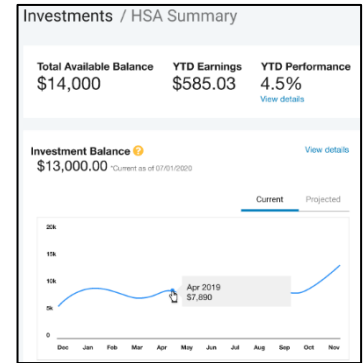 Investments / HSA Summary
Total Available Balance YTD Earnings YTD Performance
$14,000 $585.03 4.5%
View details
Investment Balance ? View details
$13,000.00 *Current as of 07/01/2020
Current Projected
20k
15k
10k
Apr 2019
$7,890
5k
0
Dec Jan Feb Mar Apr May Jun Jul Aug Sep Oct Nov